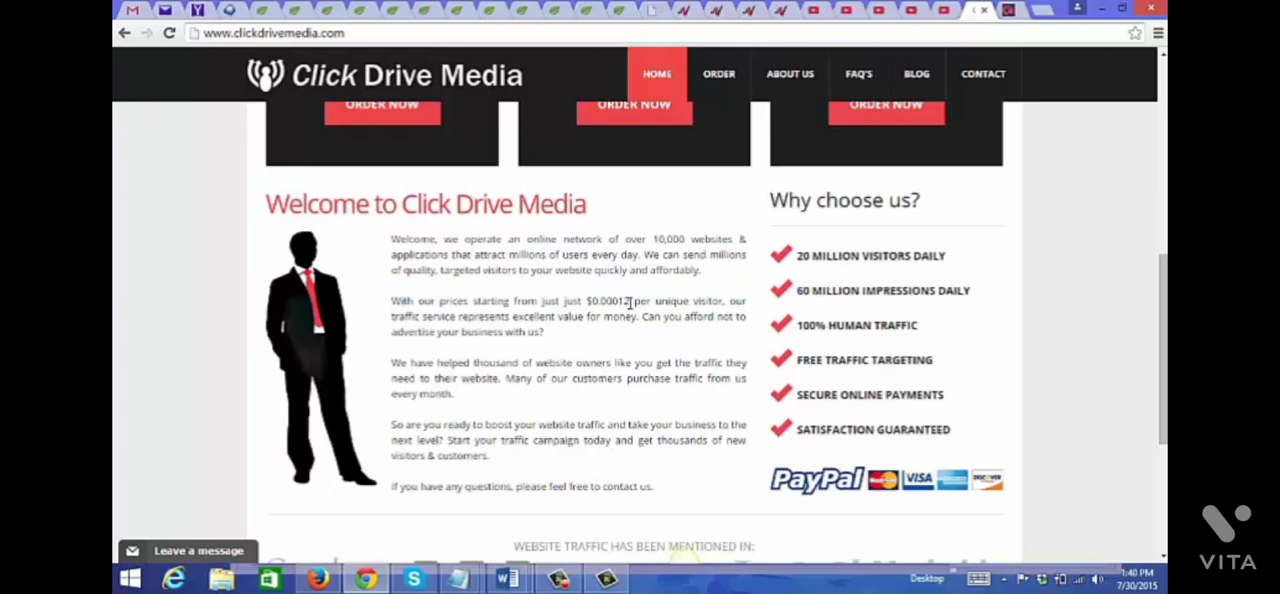 www.clickdrivemedia.com
Click Drive Media
HOME
ORDER
ABOUT US
FAQ'S
BLOG
CONTACT
ORDER NOW
ORDER NOW
ORDER NOW
Welcome to Click Drive Media
Welcome, we operate an online network of over 10,000 websites &
applications that attract millions of users every day. We can send millions
of quality, targeted visitors to your website quickly and affordably.
With our prices starting from just just $0.00012 per unique visitor, our
traffic service represents excellent value for money. Can you afford not to
advertise your business with us?
We have helped thousand of website owners like you get the traffic they
need to their website. Many of our customers purchase traffic from us
every month.
So are you ready to boost your website traffic and take your business to the
next level? Start your traffic campaign today and get thousands of new
visitors & customers.
If you have any questions, please feel free to contact us.
Why choose us?
20 MILLION VISITORS DAILY
60 MILLION IMPRESSIONS DAILY
100% HUMAN TRAFFIC
FREE TRAFFIC TARGETING
SECURE ONLINE PAYMENTS
SATISFACTION GUARANTEED
PayPal
MasterCard
VISA
DISCOVER
WEBSITE TRAFFIC HAS BEEN MENTIONED IN:
Leave a message
VITA
Desktop
1:40 PM
7/30/2015